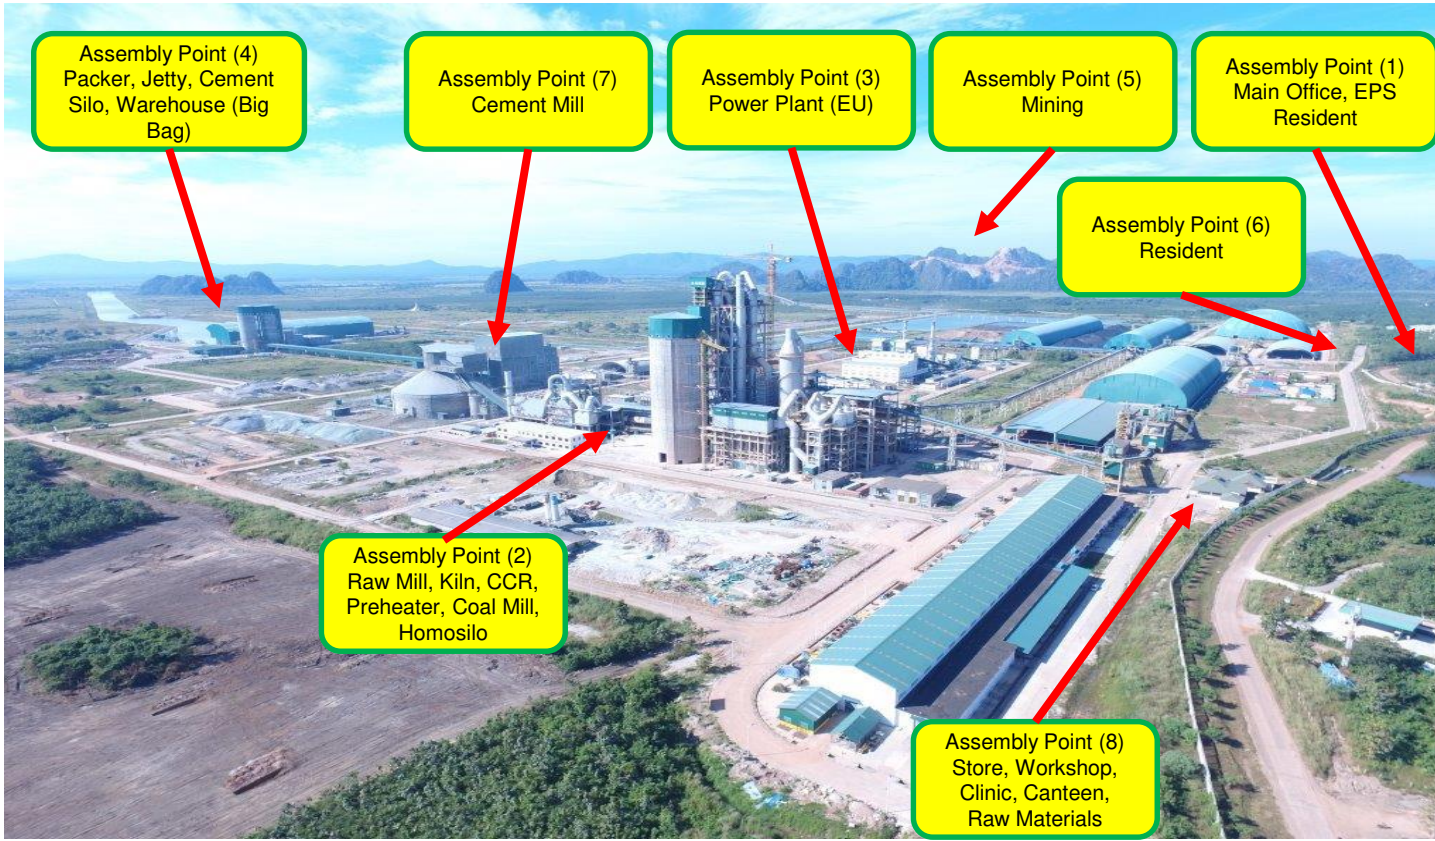 Assembly Point (4)
Packer, Jetty, Cement
Silo, Warehouse (Big
Bag)
Assembly Point (7)
Cement Mill
Assembly Point (3)
Power Plant (EU)
Assembly Point (5)
Mining
Assembly Point (1)
Main Office, EPS
Resident
Assembly Point (6)
Resident
Assembly Point (2)
Raw Mill, Kiln, CCR,
Preheater, Coal Mill,
Homosilo
Assembly Point (8)
Store, Workshop,
Clinic, Canteen,
Raw Materials